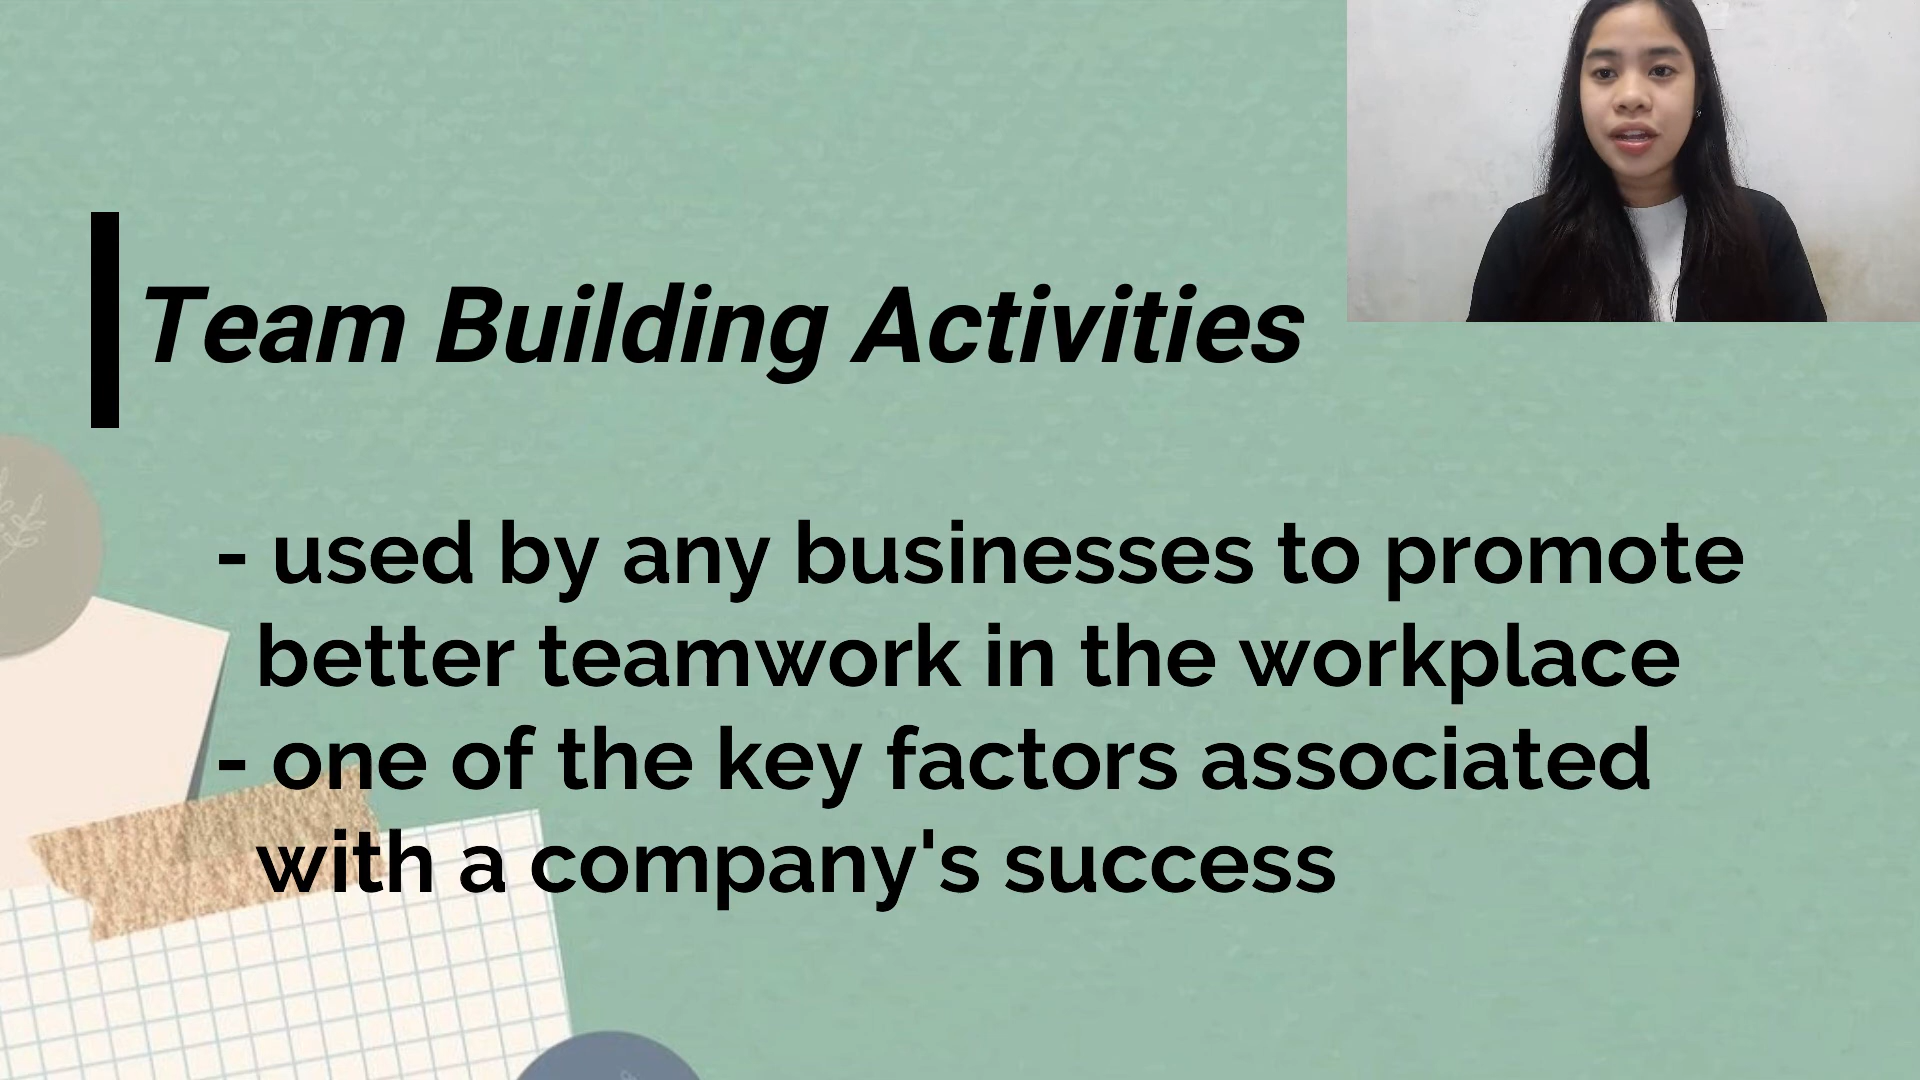 Team Building Activities
- used by any businesses to promote
better teamwork in the workplace
- one of the key factors associated
with a company's success